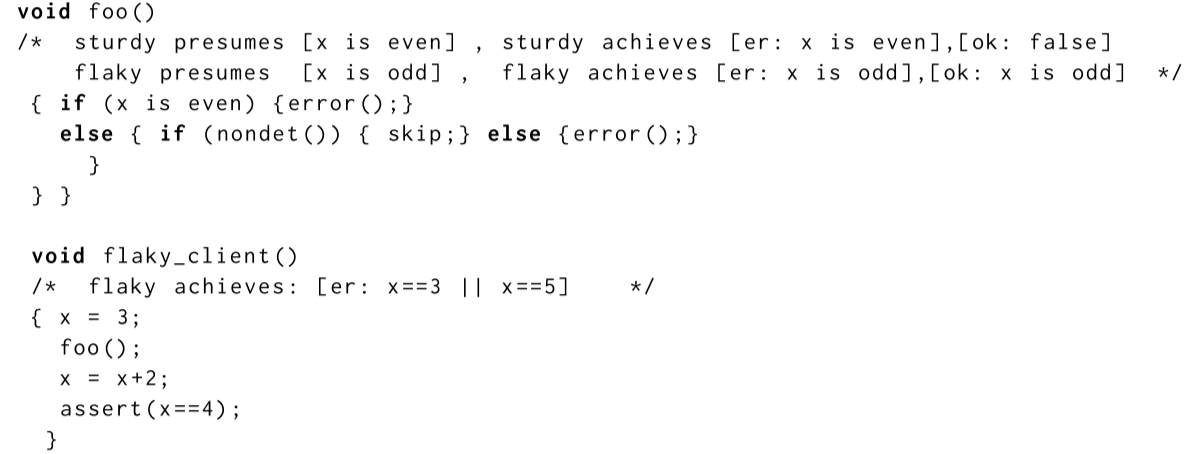 void foo()
/* sturdy presumes [x is even] , sturdy achieves [er: x is even],[ok: false]
flaky presumes [x is odd] , flaky achieves [er: x is odd],[ok: x is odd] */
{ if (x is even) {error();}
else { if (nondet()) { skip;} else {error();}
}
} }
void flaky_client()
/* flaky achieves: [er: x==3 || x==5] */
{ x = 3;
foo();
x = x+2;
assert(x==4);
}